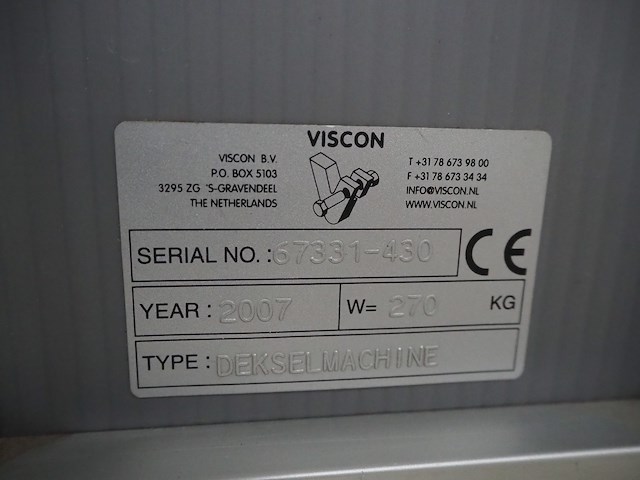 VISCON
VISCON B.V.
P.O. BOX 5103
3295 ZG 'S-GRAVENDEEL
THE NETHERLANDS
T +31 78 673 98 00
F +31 78 673 34 34
INFO@VISCON.NL
WWW.VISCON.NL
SERIAL NO. : 67331-430
CE
YEAR : 2007 W= 270 KG
TYPE : DEKSELMACHINE